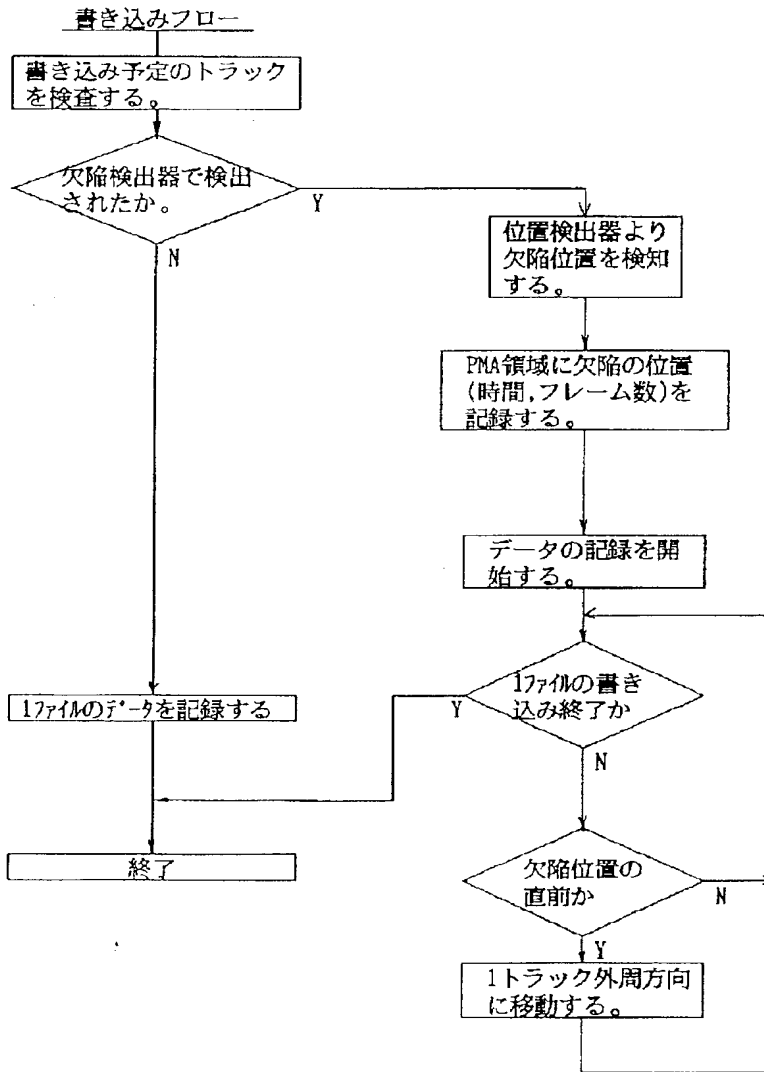 書き込みフロー
書き込み予定のトラック
を検査する。
欠陥検出器で検出
されたか。
Y
N
位置検出器より
欠陥位置を検知
する。
PMA領域に欠陥の位置
(時間,フレーム数)を
記録する。
データの記録を開
始する。
1ファイルの書き
込み終了か
Y
N
1ファイルのデータを記録する
終了
欠陥位置の
直前か
N
Y
1トラック外周方向
に移動する。